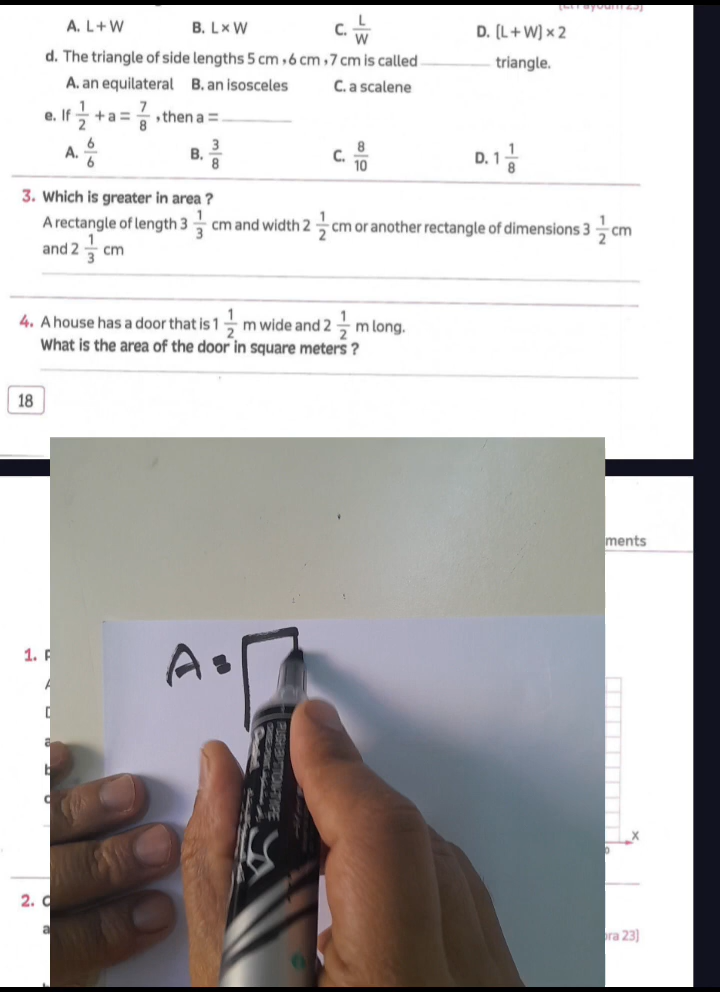 A. L+W B. L×W C. L/W D. (L+W)×2
d. The triangle of side lengths 5 cm ,6 cm ,7 cm is called ______ triangle.
A. an equilateral B. an isosceles C. a scalene
e. If 1/2 + a = 7/8 , then a = ______
A. 6/6 B. 3/8 C. 8/10 D. 1 1/8
3. Which is greater in area ?
A rectangle of length 3 1/3 cm and width 2 1/2 cm or another rectangle of dimensions 3 1/2 cm
and 2 1/3 cm
4. A house has a door that is 1 1/2 m wide and 2 1/2 m long.
What is the area of the door in square meters ?
18
ments
A =
1.
x
2.